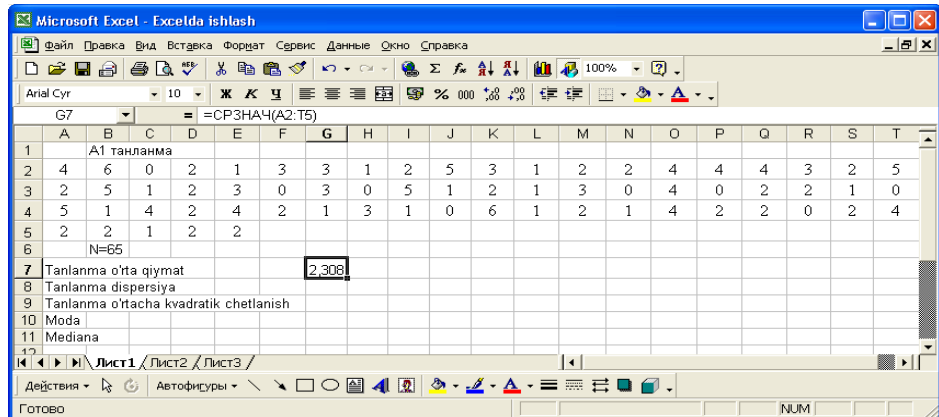 Microsoft Excel - Excelda ishlash
Файл Правка Вид Вставка Формат Сервис Данные Окно Справка
100%
Arial Cyr 10 Ж К Ч % 000
G7 = =СРЗНАЧ(A2:T5)
A B C D E F G H I J K L M N O P Q R S T
1 А1 танланма
2 4 6 0 2 1 3 3 1 2 5 3 1 2 2 4 4 4 3 2 5
3 2 5 1 2 3 0 3 0 5 1 2 1 3 0 4 0 2 2 1 0
4 5 1 4 2 4 2 1 3 1 0 6 1 2 1 4 2 2 0 2 4
5 2 2 1 2 2
6 N=65
7 Tanlanma o'rta qiymat 2,308
8 Tanlanma dispersiya
9 Tanlanma o'rtacha kvadratik chetlanish
10 Moda
11 Mediana
12
Лист1 Лист2 Лист3
Действия Автофигуры
Готово NUM